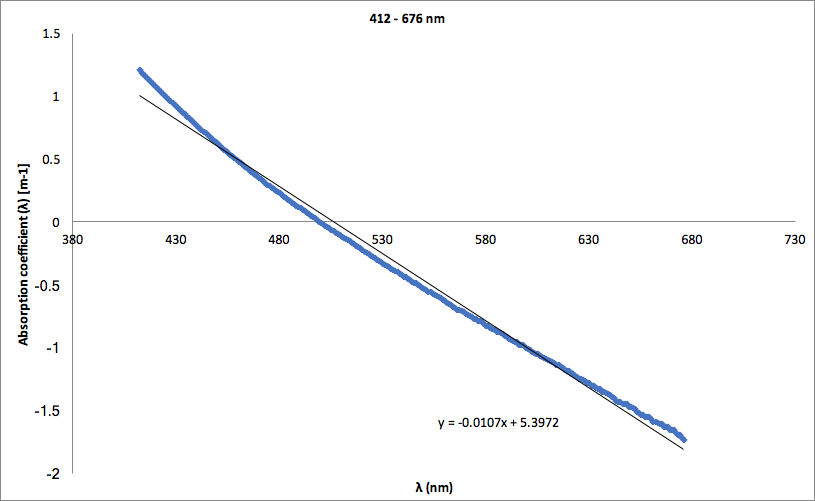 412 - 676 nm
1.5
1
0.5
0
-0.5
-1
-1.5
-2
380 430 480 530 580 630 680 730
Absorption coefficient (λ) [m-1]
y = -0.0107x + 5.3972
λ (nm)